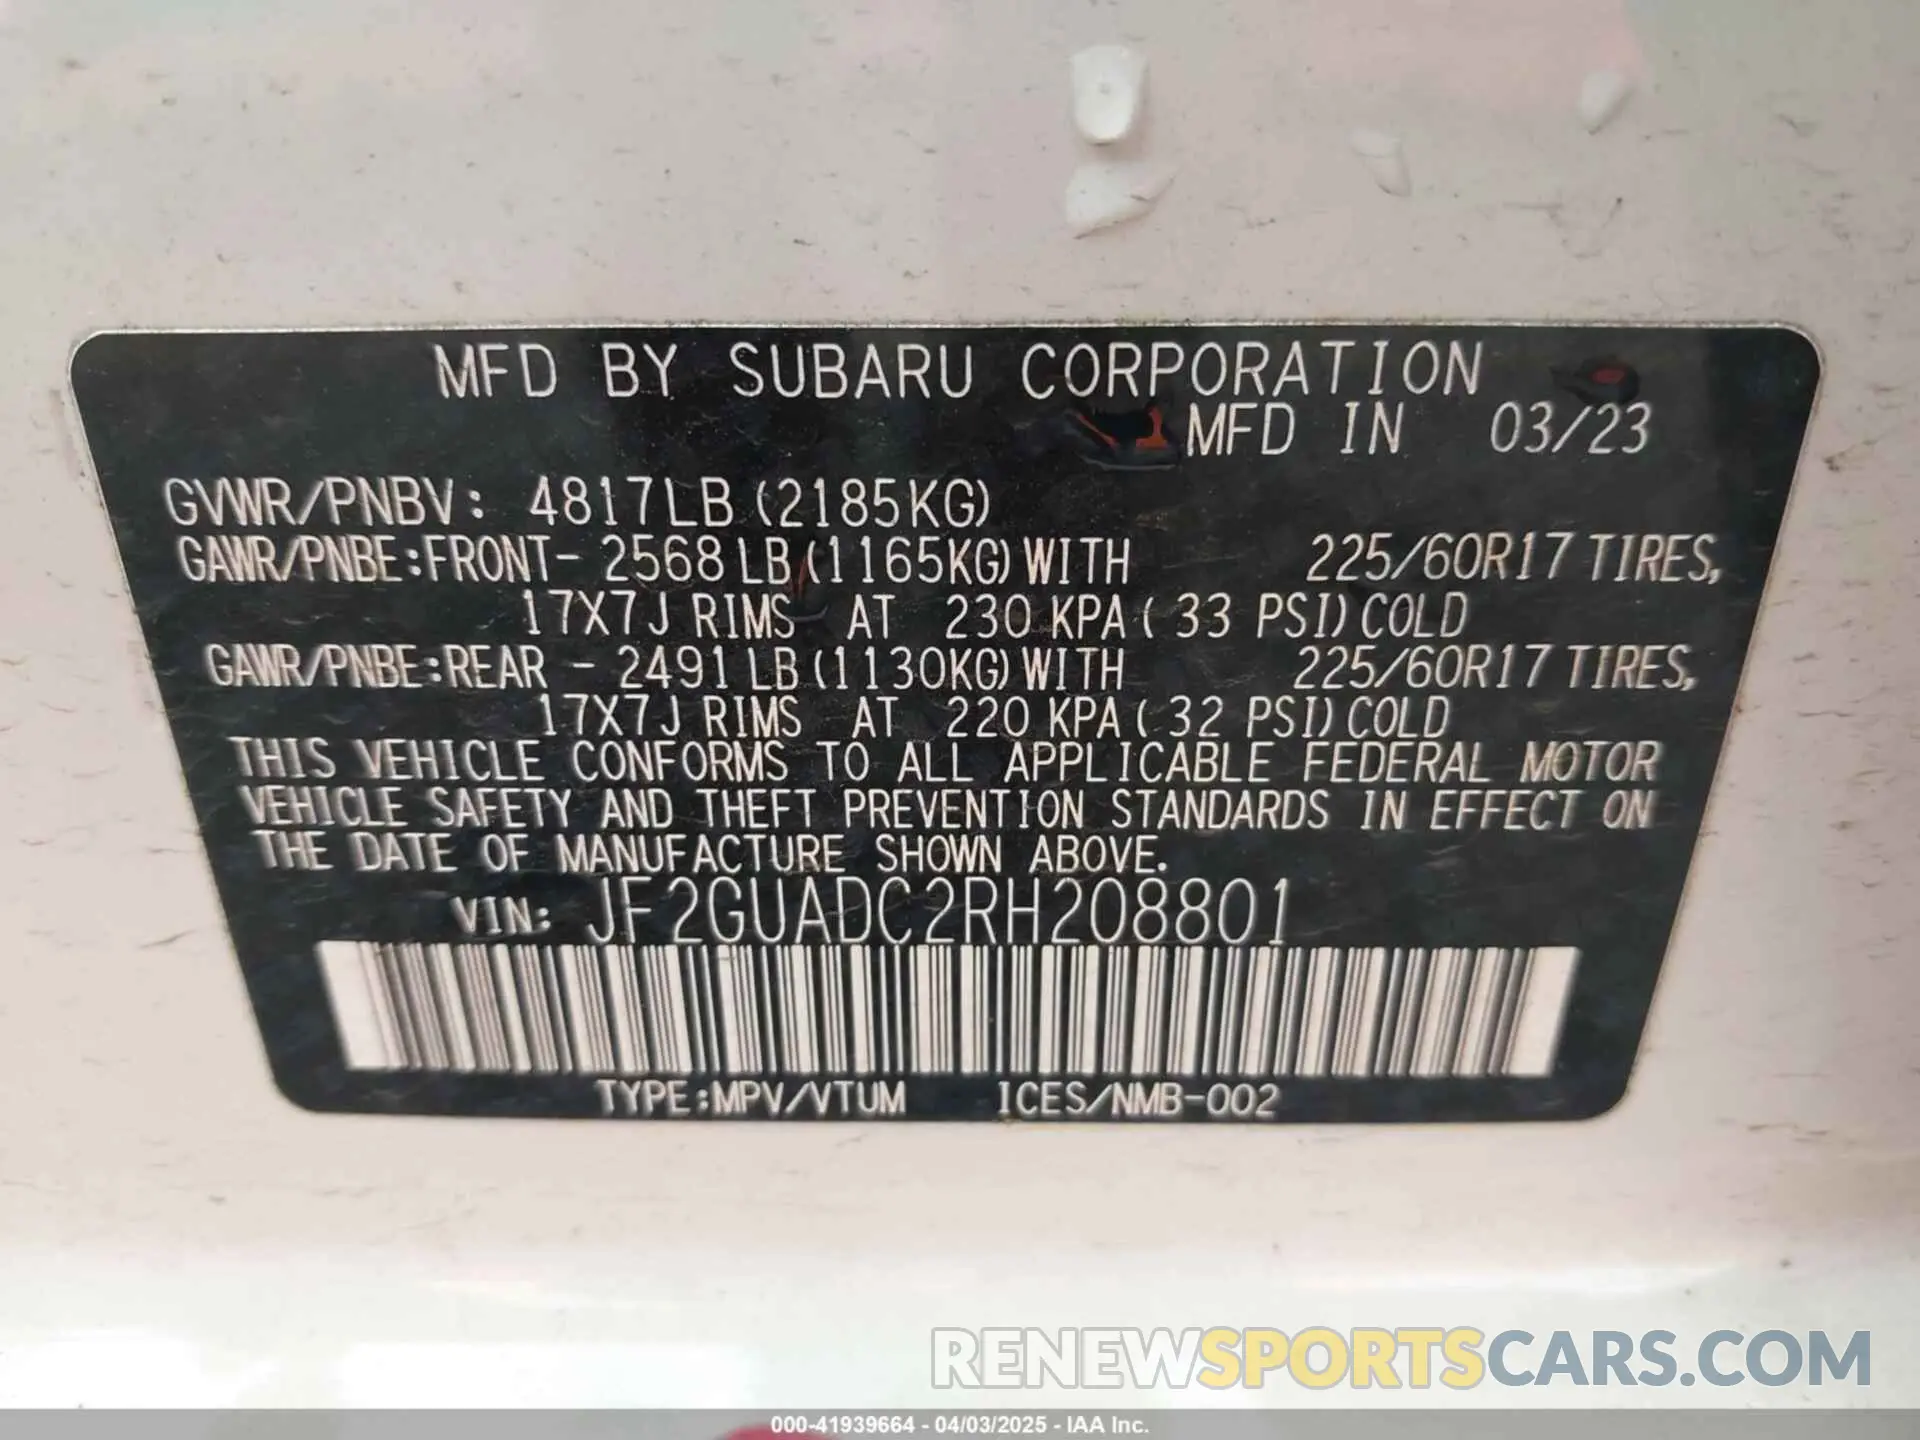 MFD BY SUBARU CORPORATION
MFD IN 03/23
GVWR/PNBV: 4817LB (2185KG)
GAWR/PNBE:FRONT- 2568LB (1165KG) WITH 225/60R17 TIRES,
17X7J RIMS AT 230 KPA ( 33 PSI) COLD
GAWR/PNBE:REAR - 2491LB (1130KG) WITH 225/60R17 TIRES,
17X7J RIMS AT 220 KPA ( 32 PSI) COLD
THIS VEHICLE CONFORMS TO ALL APPLICABLE FEDERAL MOTOR
VEHICLE SAFETY AND THEFT PREVENTION STANDARDS IN EFFECT ON
THE DATE OF MANUFACTURE SHOWN ABOVE.
VIN: JF2GUADC2RH208801
TYPE:MPV/VTUM ICES/NMB-002
RENEWSPORTSCARS.COM
000-41939664 - 04/03/2025 - IAA Inc.